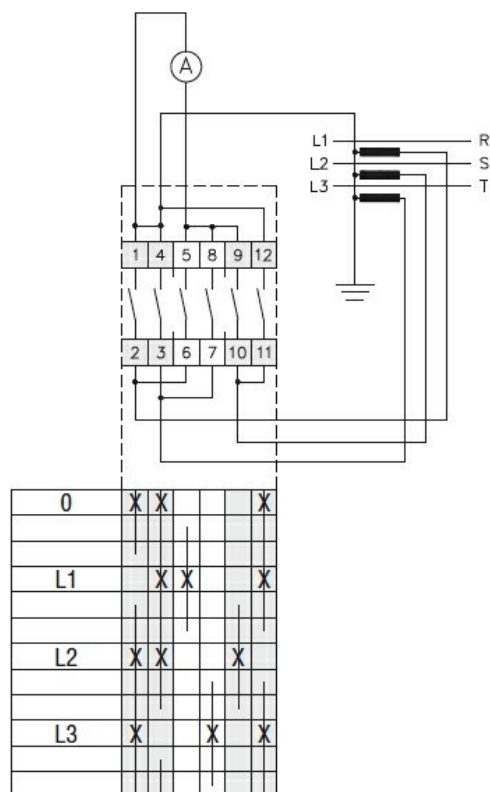 A
L1 R
L2 S
L3 T
1 4 5 8 9 12
2 3 6 7 10 11
0 X X X
L1 X X X
L2 X X X
L3 X X X